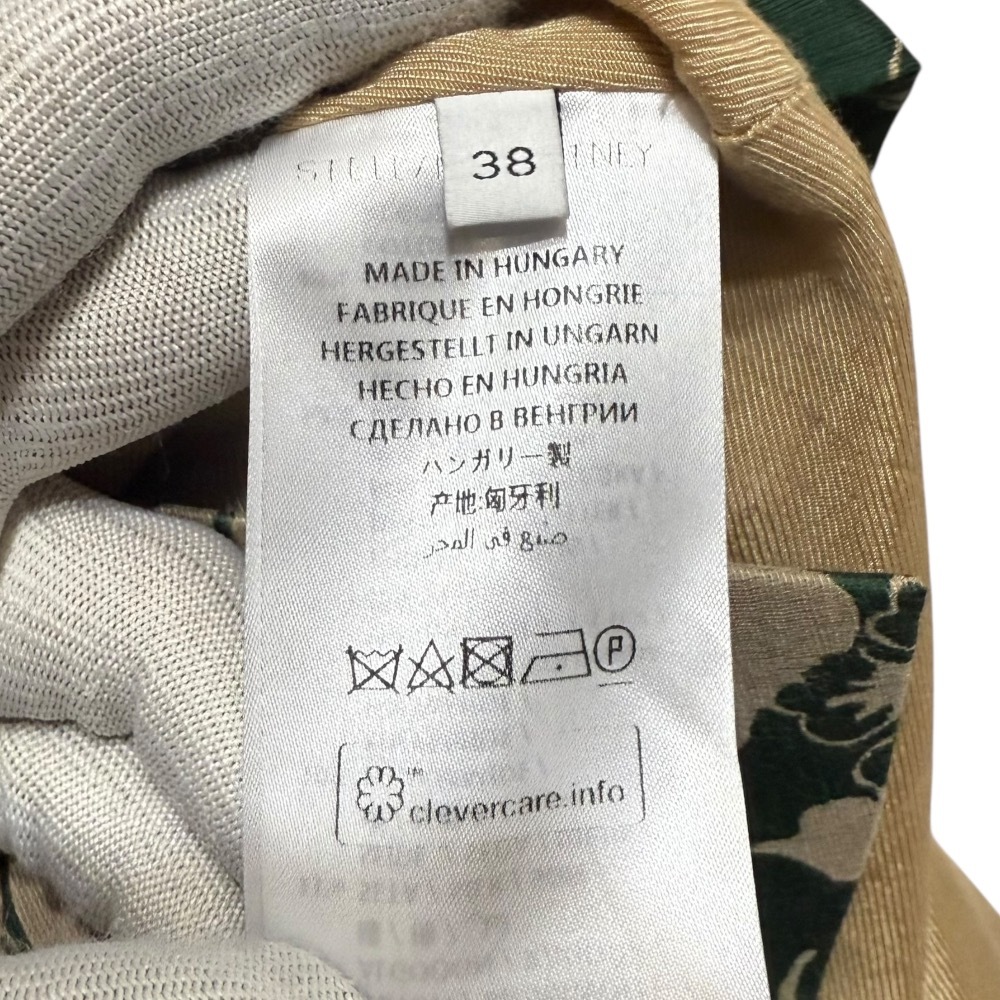 38
MADE IN HUNGARY
FABRIQUE EN HONGRIE
HERGESTELLT IN UNGARN
HECHO EN HUNGRIA
СДЕЛАНО В ВЕНГРИИ
ハンガリー製
产地:匈牙利
صنع في المجر
P
clevercare.info